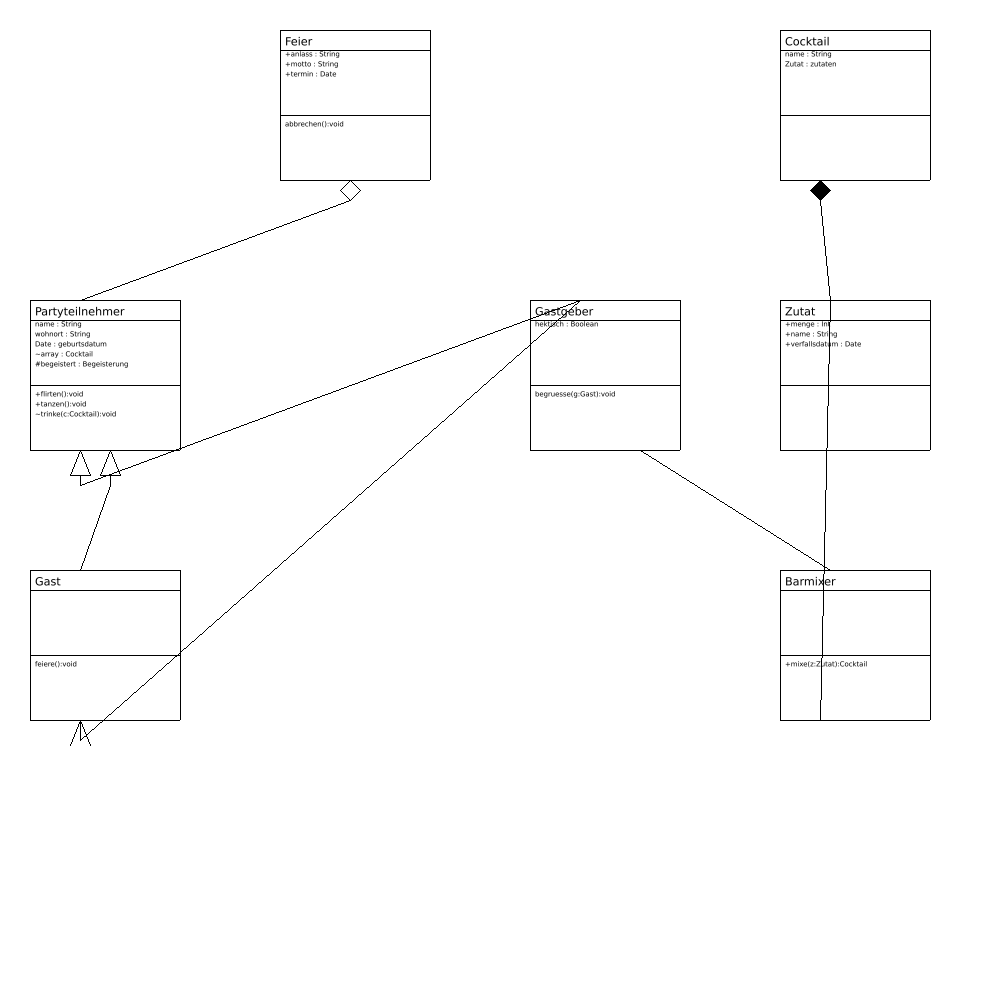 Feier
+anlass : String
+motto : String
+termin : Date
abbrechen():void
Cocktail
name : String
Zutat : zutaten
Partyteilnehmer
name : String
wohnort : String
Date : geburtsdatum
~array : Cocktail
#begeistert : Begeisterung
+flirten():void
+tanzen():void
~trinke(c:Cocktail):void
Gastgeber
hektisch : Boolean
begruesse(g:Gast):void
Zutat
+menge : Int
+name : String
+verfallsdatum : Date
Gast
feiere():void
Barmixer
+mixe(z:Zutat):Cocktail